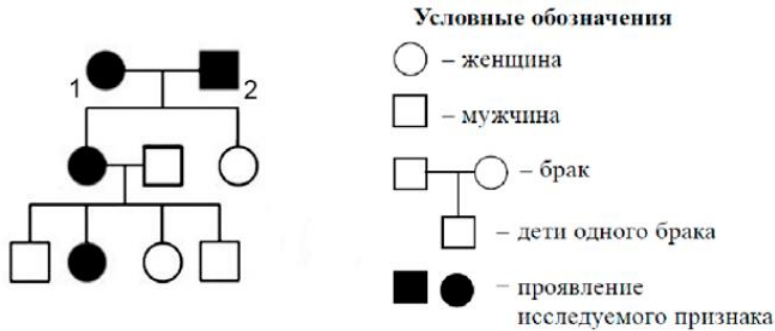 Условные обозначения
1
2
– женщина
– мужчина
– брак
– дети одного брака
– проявление
исследуемого признака